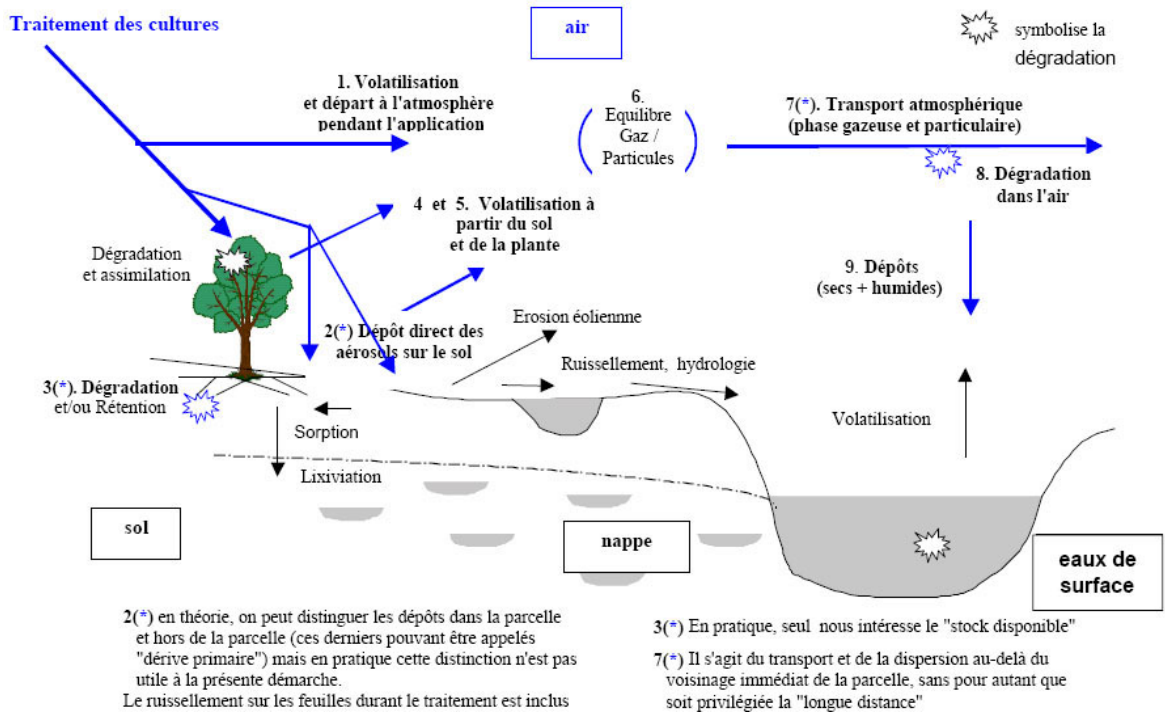 Traitement des cultures
air
symbolise la
dégradation
1. Volatilisation
et départ à l'atmosphère
pendant l'application
6.
Equilibre
Gaz /
Particules
7(*). Transport atmosphérique
(phase gazeuse et particulaire)
8. Dégradation
dans l'air
4 et 5. Volatilisation à
partir du sol
et de la plante
Dégradation
et assimilation
9. Dépôts
(secs + humides)
2(*) Dépôt direct des
aérosols sur le sol
Erosion éoliennne
Ruissellement, hydrologie
3(*). Dégradation
et/ou Rétention
Sorption
Volatilisation
Lixiviation
sol
nappe
eaux de
surface
2(*) en théorie, on peut distinguer les dépôts dans la parcelle
et hors de la parcelle (ces derniers pouvant être appelés
"dérive primaire") mais en pratique cette distinction n'est pas
utile à la présente démarche.
Le ruissellement sur les feuilles durant le traitement est inclus
3(*) En pratique, seul nous intéresse le "stock disponible"
7(*) Il s'agit du transport et de la dispersion au-delà du
voisinage immédiat de la parcelle, sans pour autant que
soit privilégiée la "longue distance"